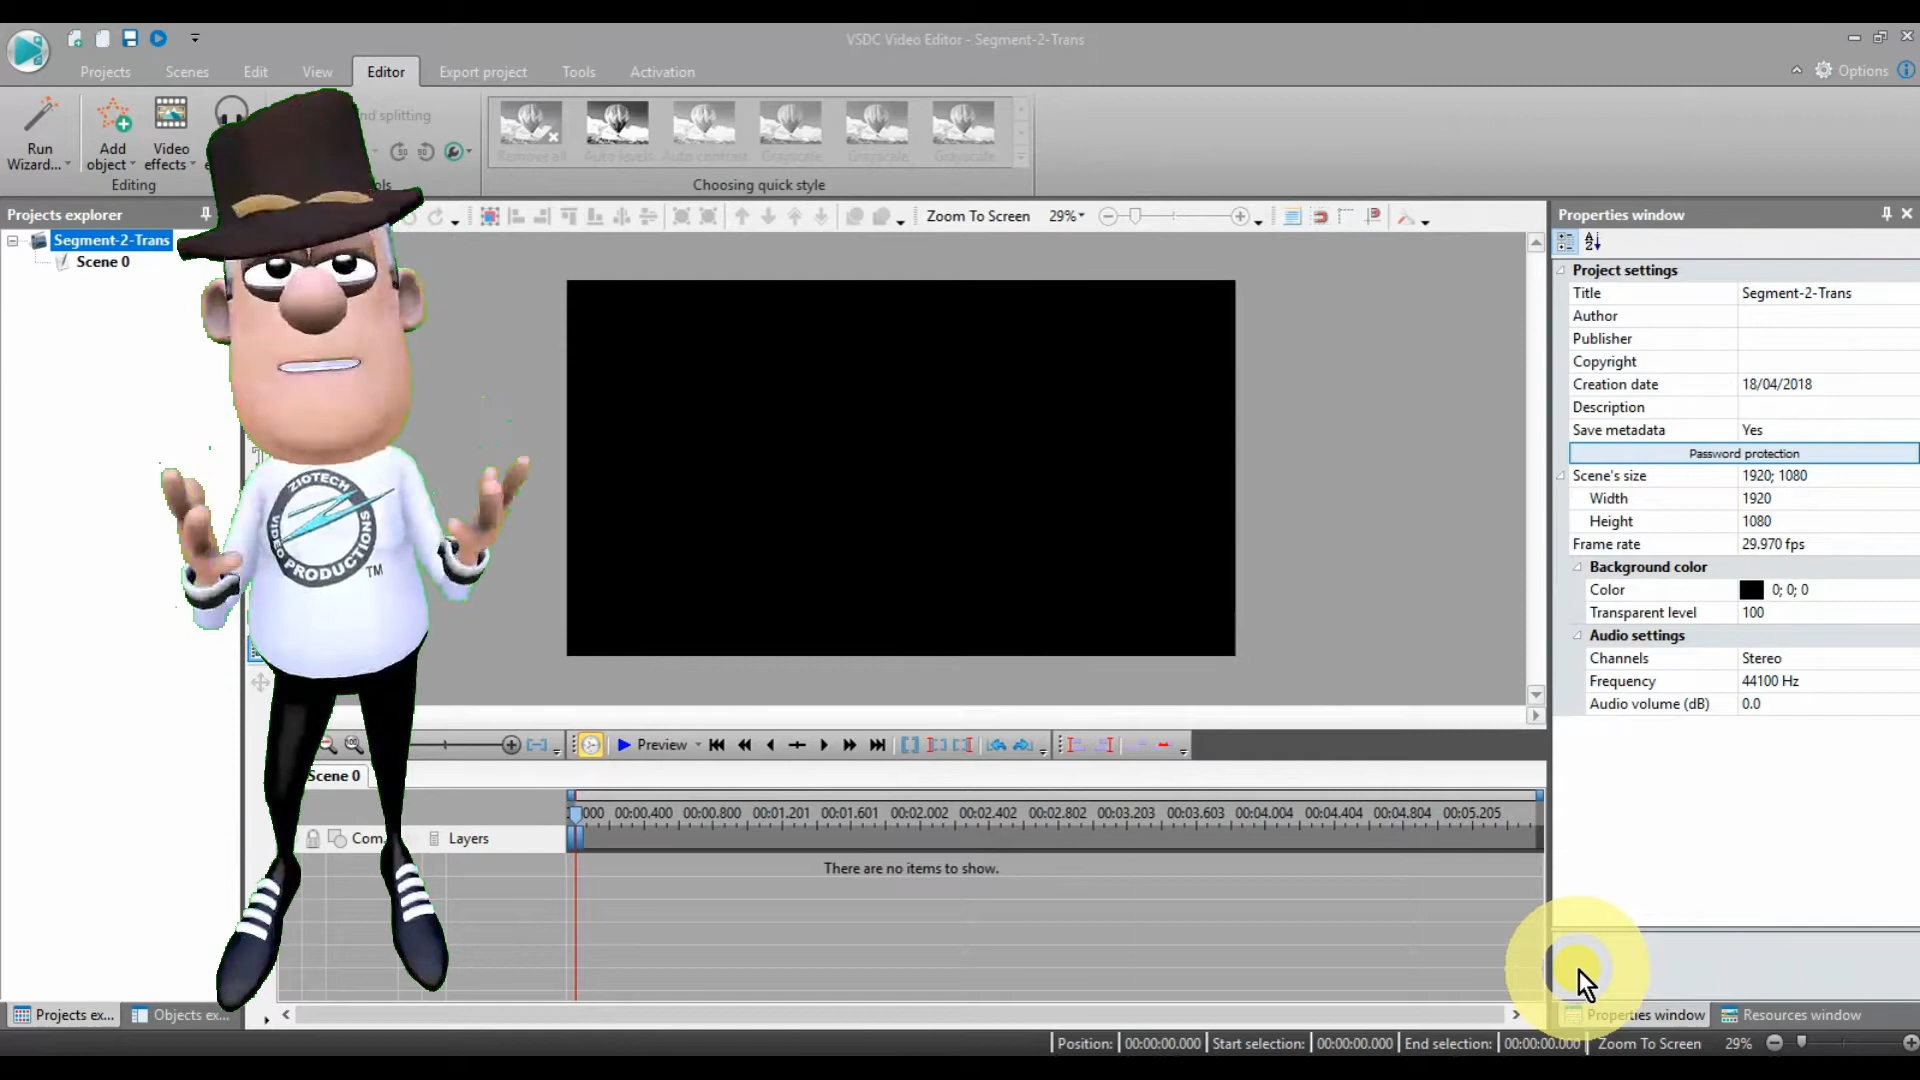 VSDC Video Editor - Segment-2-Trans
Projects
Scenes
Edit
View
Editor
Export project
Tools
Activation
Options
Run
Wizard...
Add
object
Video
effects
Editing
splitting
Remove all
Auto levels
Auto contrast
Grayscale
Grayscale
Grayscale
Choosing quick style
Projects explorer
Segment-2-Trans
Scene 0
Zoom To Screen
29%
Properties window
Project settings
Title Segment-2-Trans
Author
Publisher
Copyright
Creation date 18/04/2018
Description
Save metadata Yes
Password protection
Scene's size 1920; 1080
Width 1920
Height 1080
Frame rate 29.970 fps
Background color
Color 0; 0; 0
Transparent level 100
Audio settings
Channels Stereo
Frequency 44100 Hz
Audio volume (dB) 0.0
ZIOTECH
VIDEO PRODUCTIONS
TM
Preview
Scene 0
000 00:00.400 00:00.800 00:01.201 00:01.601 00:02.002 00:02.402 00:02.802 00:03.203 00:03.603 00:04.004 00:04.404 00:04.804 00:05.205
Com.
Layers
There are no items to show.
Projects ex...
Objects ex...
Properties window
Resources window
Position: 00:00:00.000 Start selection: 00:00:00.000 End selection: 00:00:00.000 Zoom To Screen 29%